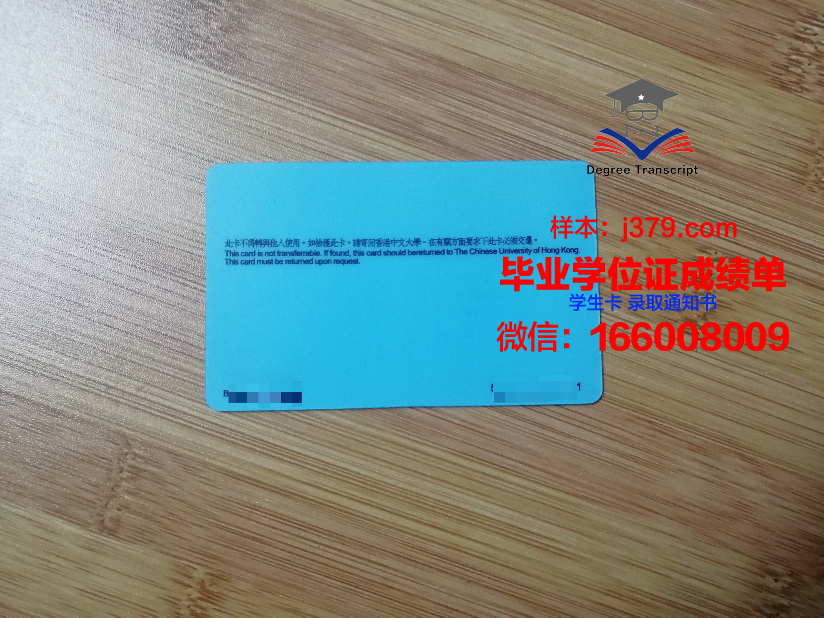 Degree Transcript
样本：j379.com
毕业学位证成绩单
学生卡 录取通知书
微信：166008009
此卡不得轉與他人使用。如拾獲此卡，請寄回香港中文大學。在有關方面要求下此卡必須交還。
This card is not transferrable. If found, this card should bereturned to The Chinese University of Hong Kong.
This card must be returned upon request.
B
1